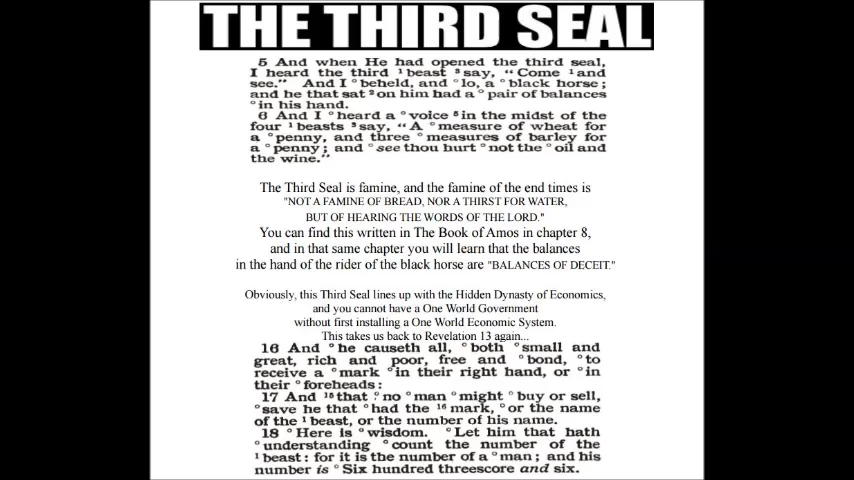 THE THIRD SEAL
5 And when He had opened the third seal,
I heard the third ¹ beast ³ say, “Come ¹ and
see.” And I °beheld, and °lo, a °black horse;
and he that sat ² on him had a °pair of balances
°in his hand.
6 And I °heard a °voice ⁵ in the midst of the
four ¹ beasts ³ say, “A °measure of wheat for
a °penny, and three °measures of barley for
a °penny; and °see thou hurt °not the °oil and
the wine.”
The Third Seal is famine, and the famine of the end times is
"NOT A FAMINE OF BREAD, NOR A THIRST FOR WATER,
BUT OF HEARING THE WORDS OF THE LORD."
You can find this written in The Book of Amos in chapter 8,
and in that same chapter you will learn that the balances
in the hand of the rider of the black horse are "BALANCES OF DECEIT."
Obviously, this Third Seal lines up with the Hidden Dynasty of Economics,
and you cannot have a One World Government
without first installing a One World Economic System.
This takes us back to Revelation 13 again...
16 And °he causeth all, °both °small and
great, rich and poor, free and °bond, °to
receive a °mark °in their right hand, or °in
their °foreheads:
17 And ¹⁵ that °no °man °might °buy or sell,
°save he that °had the ¹⁶ mark, °or the name
of the ¹ beast, or the number of his name.
18 °Here is °wisdom. °Let him that hath
°understanding °count the number of the
¹ beast: for it is the number of a °man; and his
number is °Six hundred threescore and six.